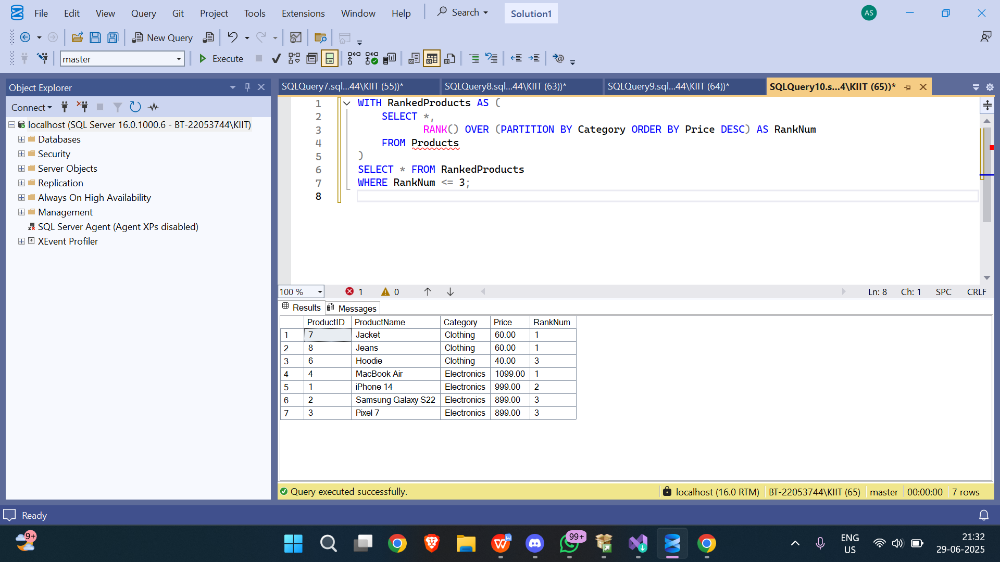 File Edit View Query Git Project Tools Extensions Window Help Search Solution1 AS
New Query
master Execute
Object Explorer
Connect
localhost (SQL Server 16.0.1000.6 - BT-22053744\KIIT)
Databases
Security
Server Objects
Replication
Always On High Availability
Management
SQL Server Agent (Agent XPs disabled)
XEvent Profiler
SQLQuery7.sql...44\KIIT (55))* SQLQuery8.sql...44\KIIT (63))* SQLQuery9.sql...44\KIIT (64))* SQLQuery10.s...4\KIIT (65))*
1 WITH RankedProducts AS (
2 SELECT *,
3 RANK() OVER (PARTITION BY Category ORDER BY Price DESC) AS RankNum
4 FROM Products
5 )
6 SELECT * FROM RankedProducts
7 WHERE RankNum <= 3;
8
100 % 1 0 Ln: 8 Ch: 1 SPC CRLF
Results Messages
ProductID ProductName Category Price RankNum
1 7 Jacket Clothing 60.00 1
2 8 Jeans Clothing 60.00 1
3 6 Hoodie Clothing 40.00 3
4 4 MacBook Air Electronics 1099.00 1
5 1 iPhone 14 Electronics 999.00 2
6 2 Samsung Galaxy S22 Electronics 899.00 3
7 3 Pixel 7 Electronics 899.00 3
Query executed successfully. localhost (16.0 RTM) BT-22053744\KIIT (65) master 00:00:00 7 rows
Ready
9+ W 99+ ENG 21:32
US 29-06-2025